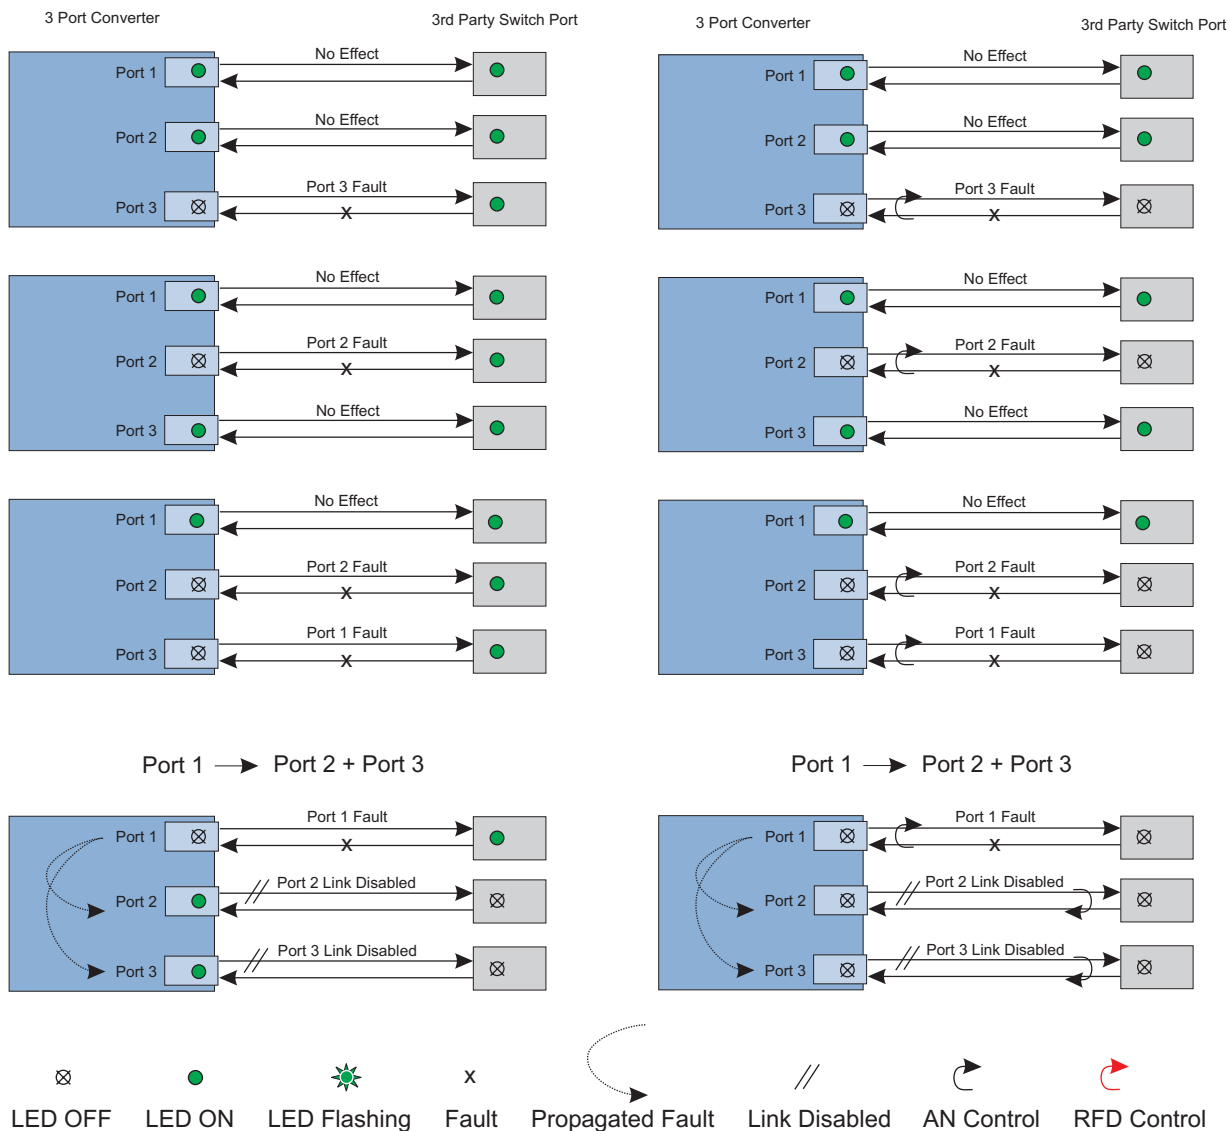 3 Port Converter
3rd Party Switch Port
Port 1
No Effect
Port 2
No Effect
Port 3
Port 3 Fault
x
Port 1
No Effect
Port 2
Port 2 Fault
x
Port 3
No Effect
Port 1
No Effect
Port 2
Port 2 Fault
x
Port 3
Port 1 Fault
x
Port 1 Port 2 + Port 3
Port 1
Port 1 Fault
x
Port 2
Port 2 Link Disabled
Port 3
Port 3 Link Disabled
3 Port Converter
3rd Party Switch Port
Port 1
No Effect
Port 2
No Effect
Port 3
Port 3 Fault
x
Port 1
No Effect
Port 2
Port 2 Fault
x
Port 3
No Effect
Port 1
No Effect
Port 2
Port 2 Fault
x
Port 3
Port 1 Fault
x
Port 1 Port 2 + Port 3
Port 1
Port 1 Fault
x
Port 2
Port 2 Link Disabled
Port 3
Port 3 Link Disabled
x
//
LED OFF
LED ON
LED Flashing
Fault
Propagated Fault
Link Disabled
AN Control
RFD Control